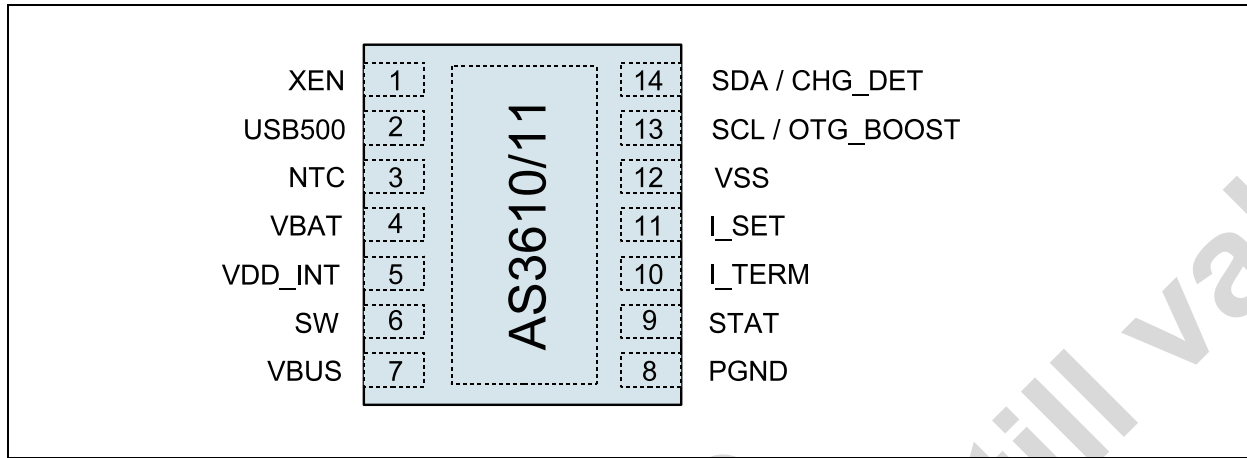 XEN 1 14 SDA / CHG_DET
USB500 2 13 SCL / OTG_BOOST
NTC 3 12 VSS
VBAT 4 11 I_SET
VDD_INT 5 10 I_TERM
SW 6 9 STAT
VBUS 7 8 PGND
AS3610/11
till